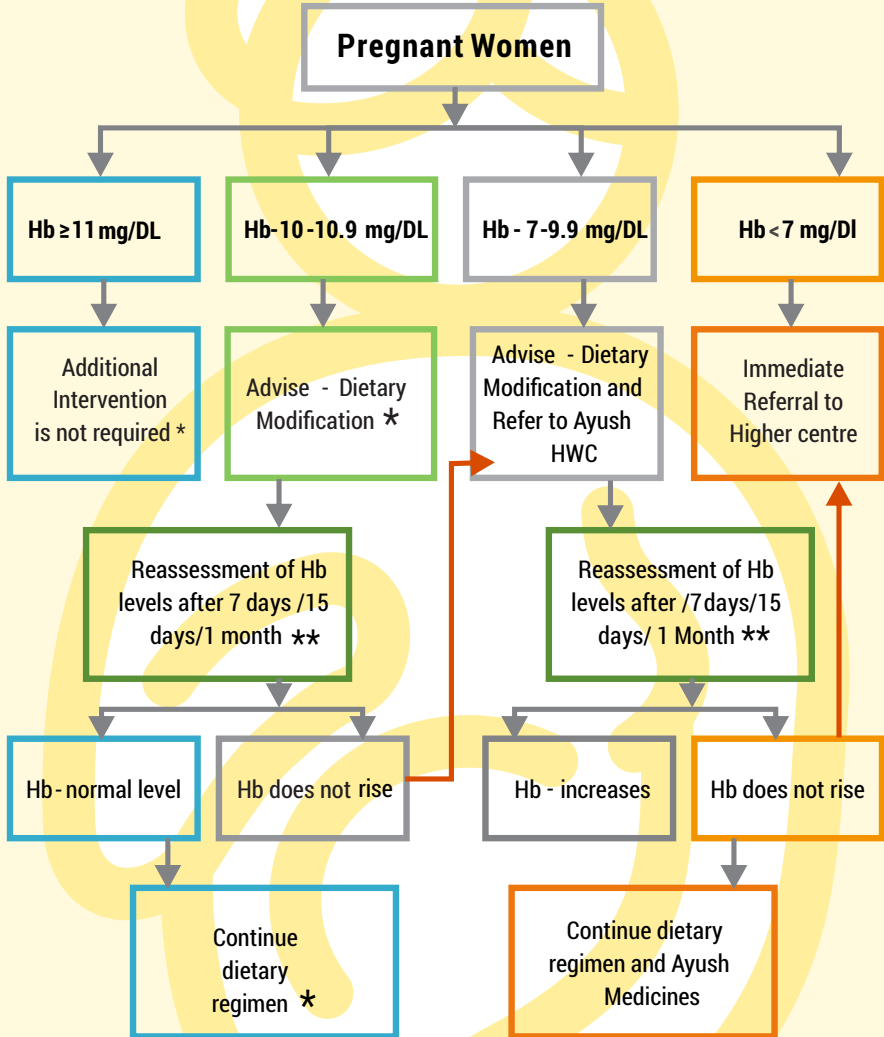 Pregnant Women
Hb ≥11 mg/DL
Hb-10 -10.9 mg/DL
Hb - 7-9.9 mg/DL
Hb < 7 mg/Dl
Additional
Intervention
is not required *
Advise - Dietary
Modification *
Advise - Dietary
Modification and
Refer to Ayush
HWC
Immediate
Referral to
Higher centre
Reassessment of Hb
levels after 7 days /15
days/1 month **
Reassessment of Hb
levels after /7days/15
days/ 1 Month **
Hb - normal level
Hb does not rise
Hb - increases
Hb does not rise
Continue
dietary
regimen *
Continue dietary
regimen and Ayush
Medicines